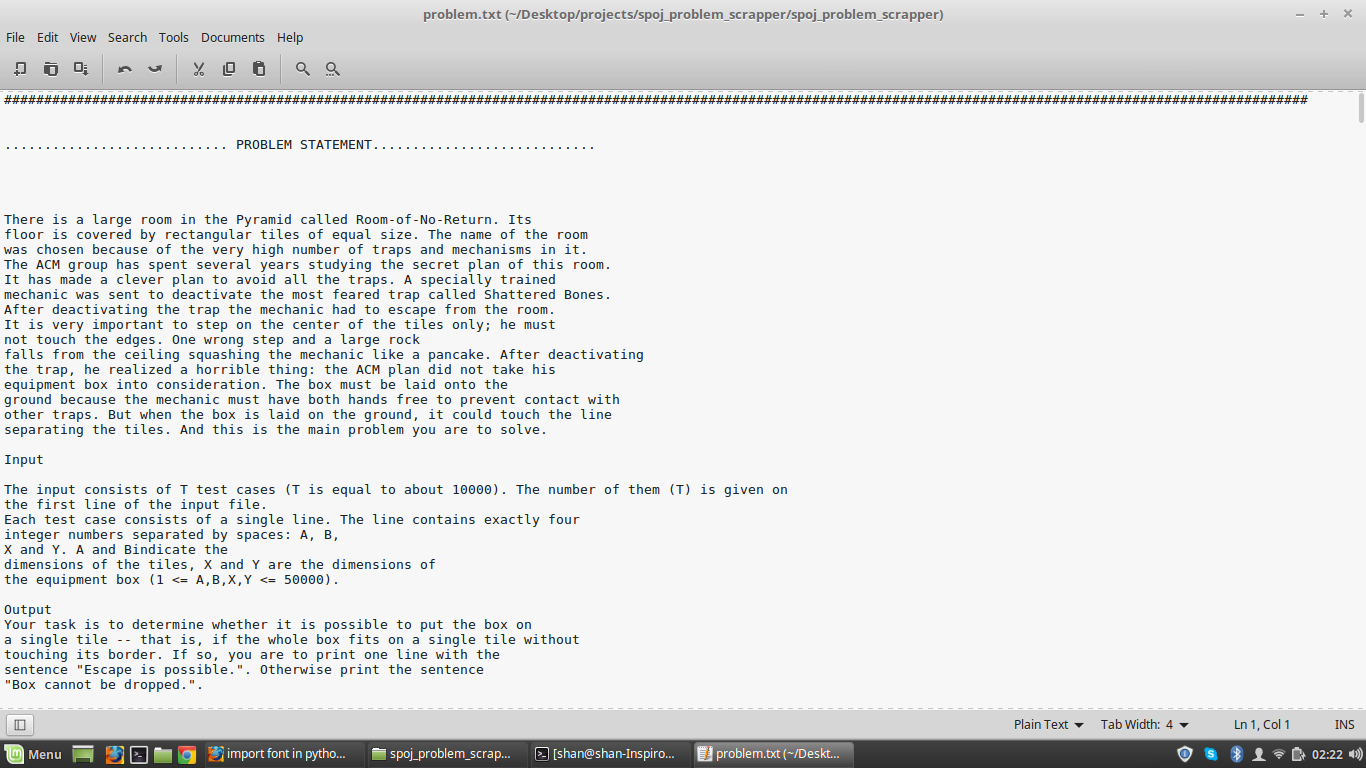 problem.txt (~/Desktop/projects/spoj_problem_scrapper/spoj_problem_scrapper)
File Edit View Search Tools Documents Help
###################################################################################################################################################################
............................ PROBLEM STATEMENT............................
There is a large room in the Pyramid called Room-of-No-Return. Its
floor is covered by rectangular tiles of equal size. The name of the room
was chosen because of the very high number of traps and mechanisms in it.
The ACM group has spent several years studying the secret plan of this room.
It has made a clever plan to avoid all the traps. A specially trained
mechanic was sent to deactivate the most feared trap called Shattered Bones.
After deactivating the trap the mechanic had to escape from the room.
It is very important to step on the center of the tiles only; he must
not touch the edges. One wrong step and a large rock
falls from the ceiling squashing the mechanic like a pancake. After deactivating
the trap, he realized a horrible thing: the ACM plan did not take his
equipment box into consideration. The box must be laid onto the
ground because the mechanic must have both hands free to prevent contact with
other traps. But when the box is laid on the ground, it could touch the line
separating the tiles. And this is the main problem you are to solve.
Input
The input consists of T test cases (T is equal to about 10000). The number of them (T) is given on
the first line of the input file.
Each test case consists of a single line. The line contains exactly four
integer numbers separated by spaces: A, B,
X and Y. A and Bindicate the
dimensions of the tiles, X and Y are the dimensions of
the equipment box (1 <= A,B,X,Y <= 50000).
Output
Your task is to determine whether it is possible to put the box on
a single tile -- that is, if the whole box fits on a single tile without
touching its border. If so, you are to print one line with the
sentence "Escape is possible.". Otherwise print the sentence
"Box cannot be dropped.".
Plain Text Tab Width: 4 Ln 1, Col 1 INS
Menu import font in pytho... spoj_problem_scrap... [shan@shan-Inspiro... problem.txt (~/Deskt... 02:22